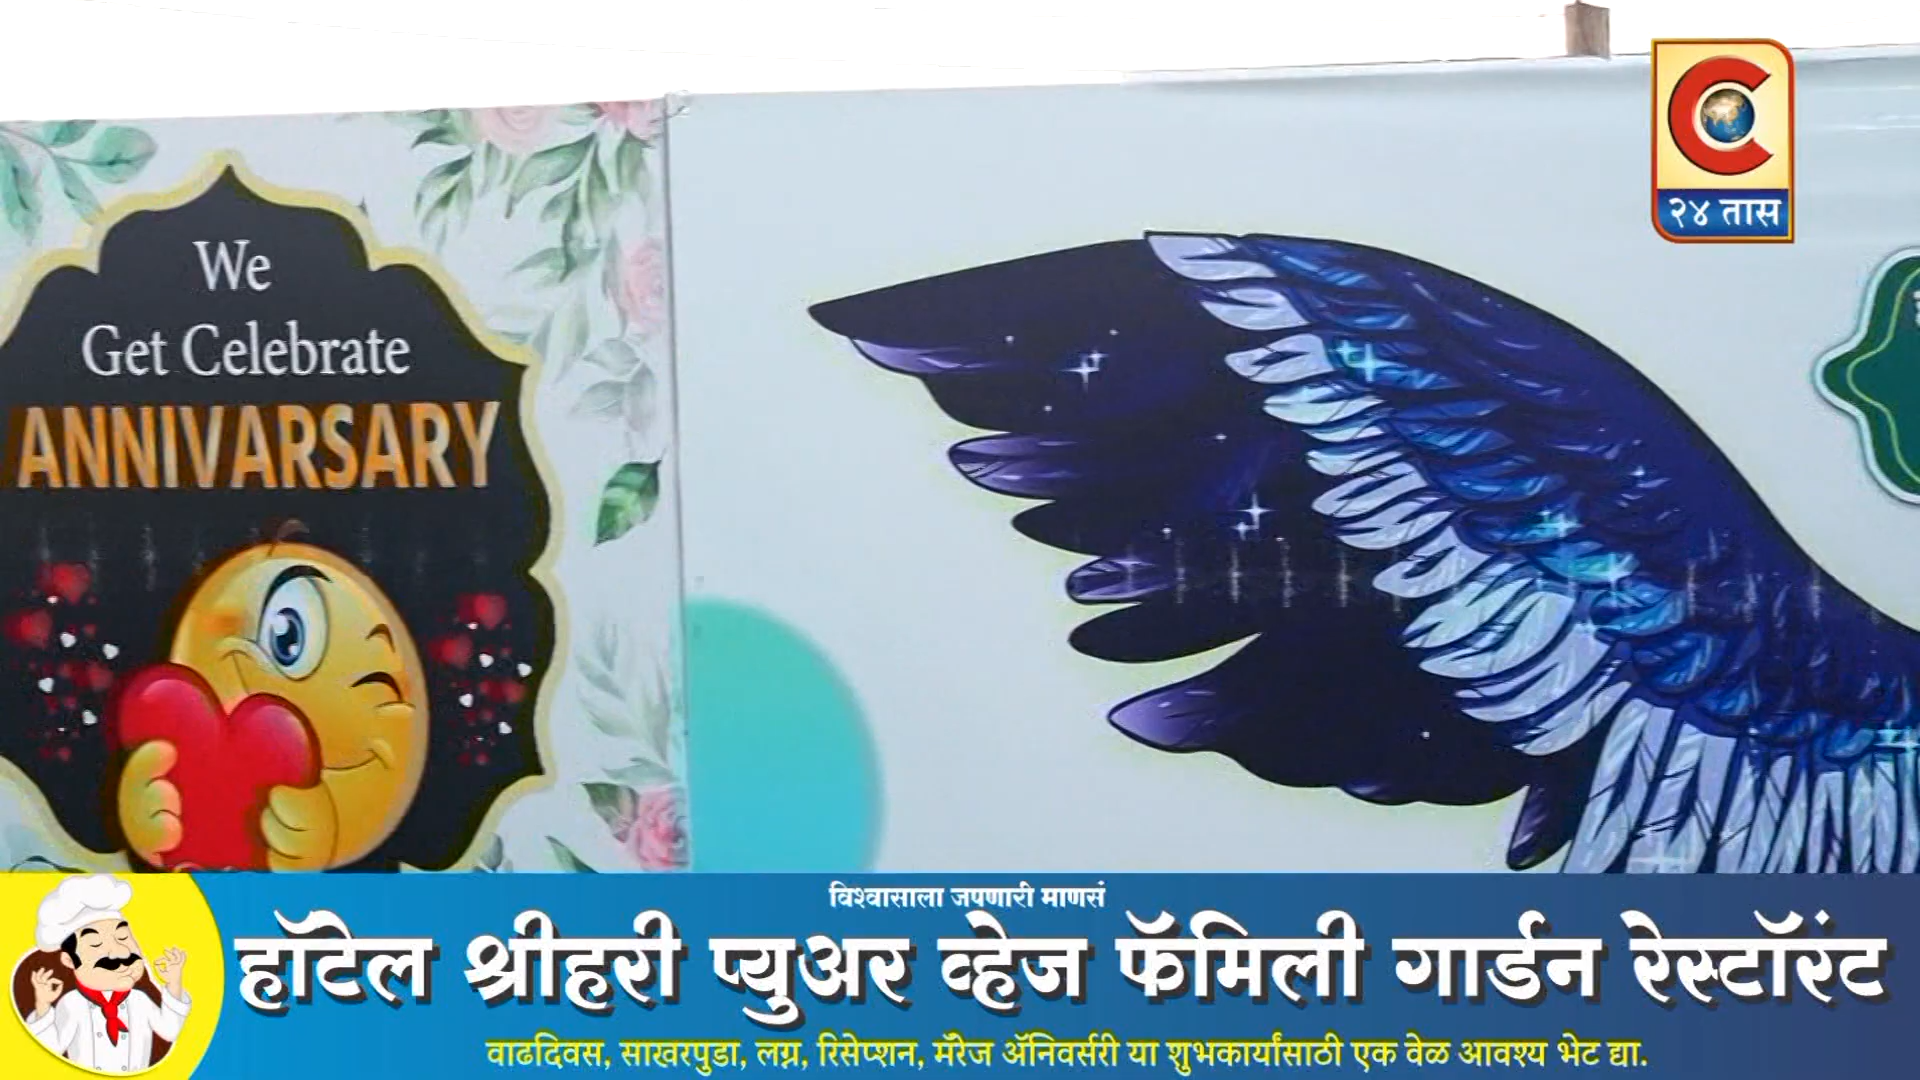 We
Get Celebrate
ANNIVARSARY
C
२४ तास
विश्वासाला जपणारी माणसं
हॉटेल श्रीहरी प्युअर व्हेज फॅमिली गार्डन रेस्टॉरंट
वाढदिवस, साखरपुडा, लग्न, रिसेप्शन, मॅरेज ॲनिवर्सरी या शुभकार्यांसाठी एक वेळ आवश्य भेट द्या.